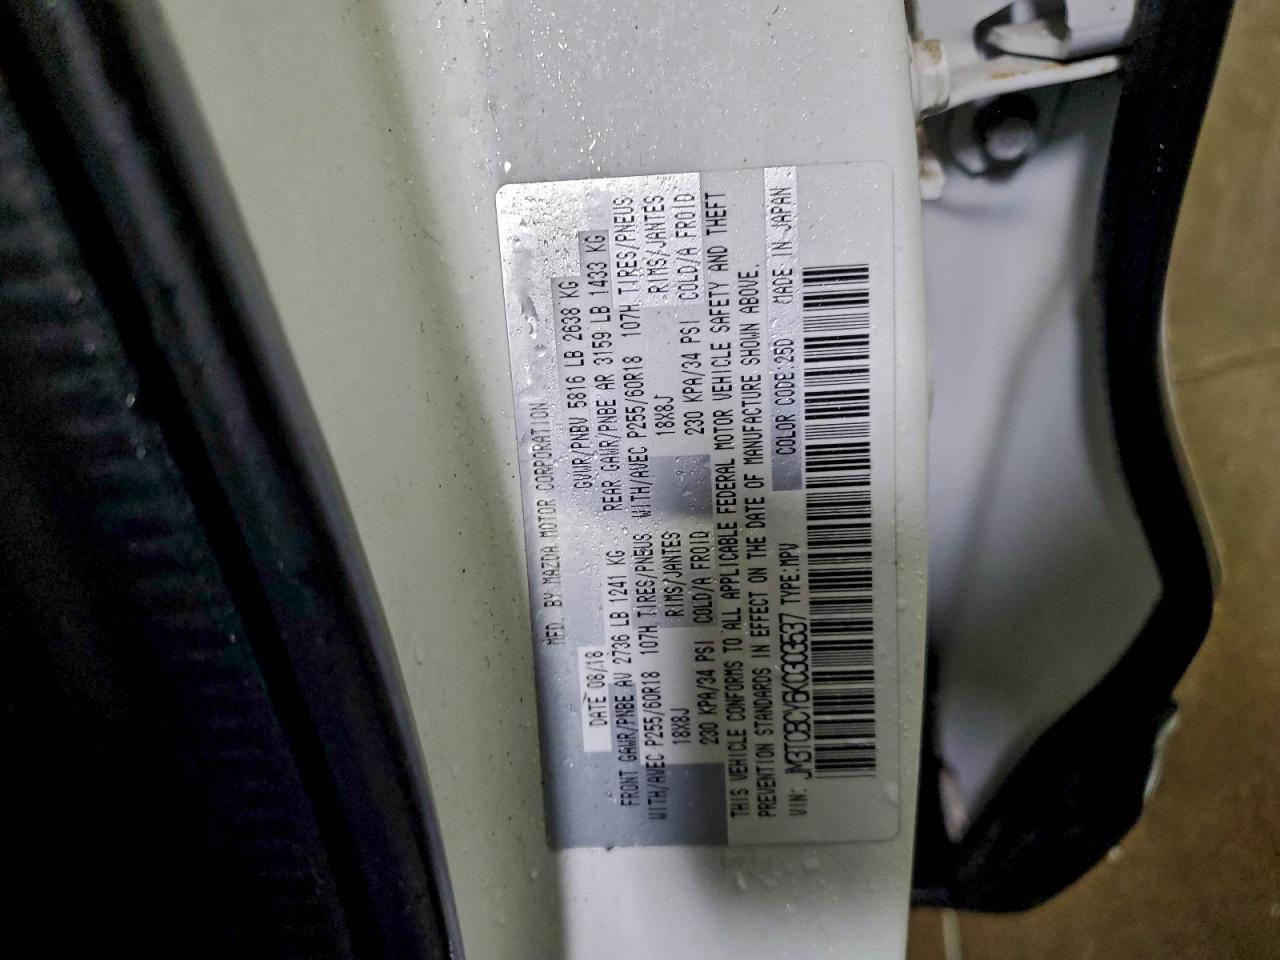 MFD. BY MAZDA MOTOR CORPORATION
DATE 08/18 GVWR/PNBV 5816 LB 2638 KG
FRONT GAWR/PNBE AV 2736 LB 1241 KG REAR GAWR/PNBE AR 3159 LB 1433 KG
WITH/AVEC P255/60R18 107H TIRES/PNEUS WITH/AVEC P255/60R18 107H TIRES/PNEUS
18X8J RIMS/JANTES 18X8J RIMS/JANTES
230 KPA/34 PSI COLD/A FROID 230 KPA/34 PSI COLD/A FROID
THIS VEHICLE CONFORMS TO ALL APPLICABLE FEDERAL MOTOR VEHICLE SAFETY AND THEFT
PREVENTION STANDARDS IN EFFECT ON THE DATE OF MANUFACTURE SHOWN ABOVE.
VIN: JM3TCBCY6K0303537 TYPE:MPV COLOR CODE:25D MADE IN JAPAN